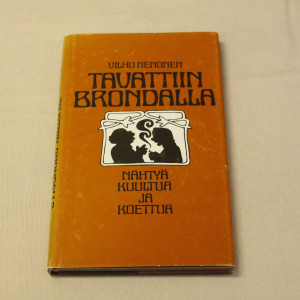 VILHO NENONEN
TAVATTIIN
BRONDALLA
NÄHTYÄ
KUULTUA
JA
KOETTUA